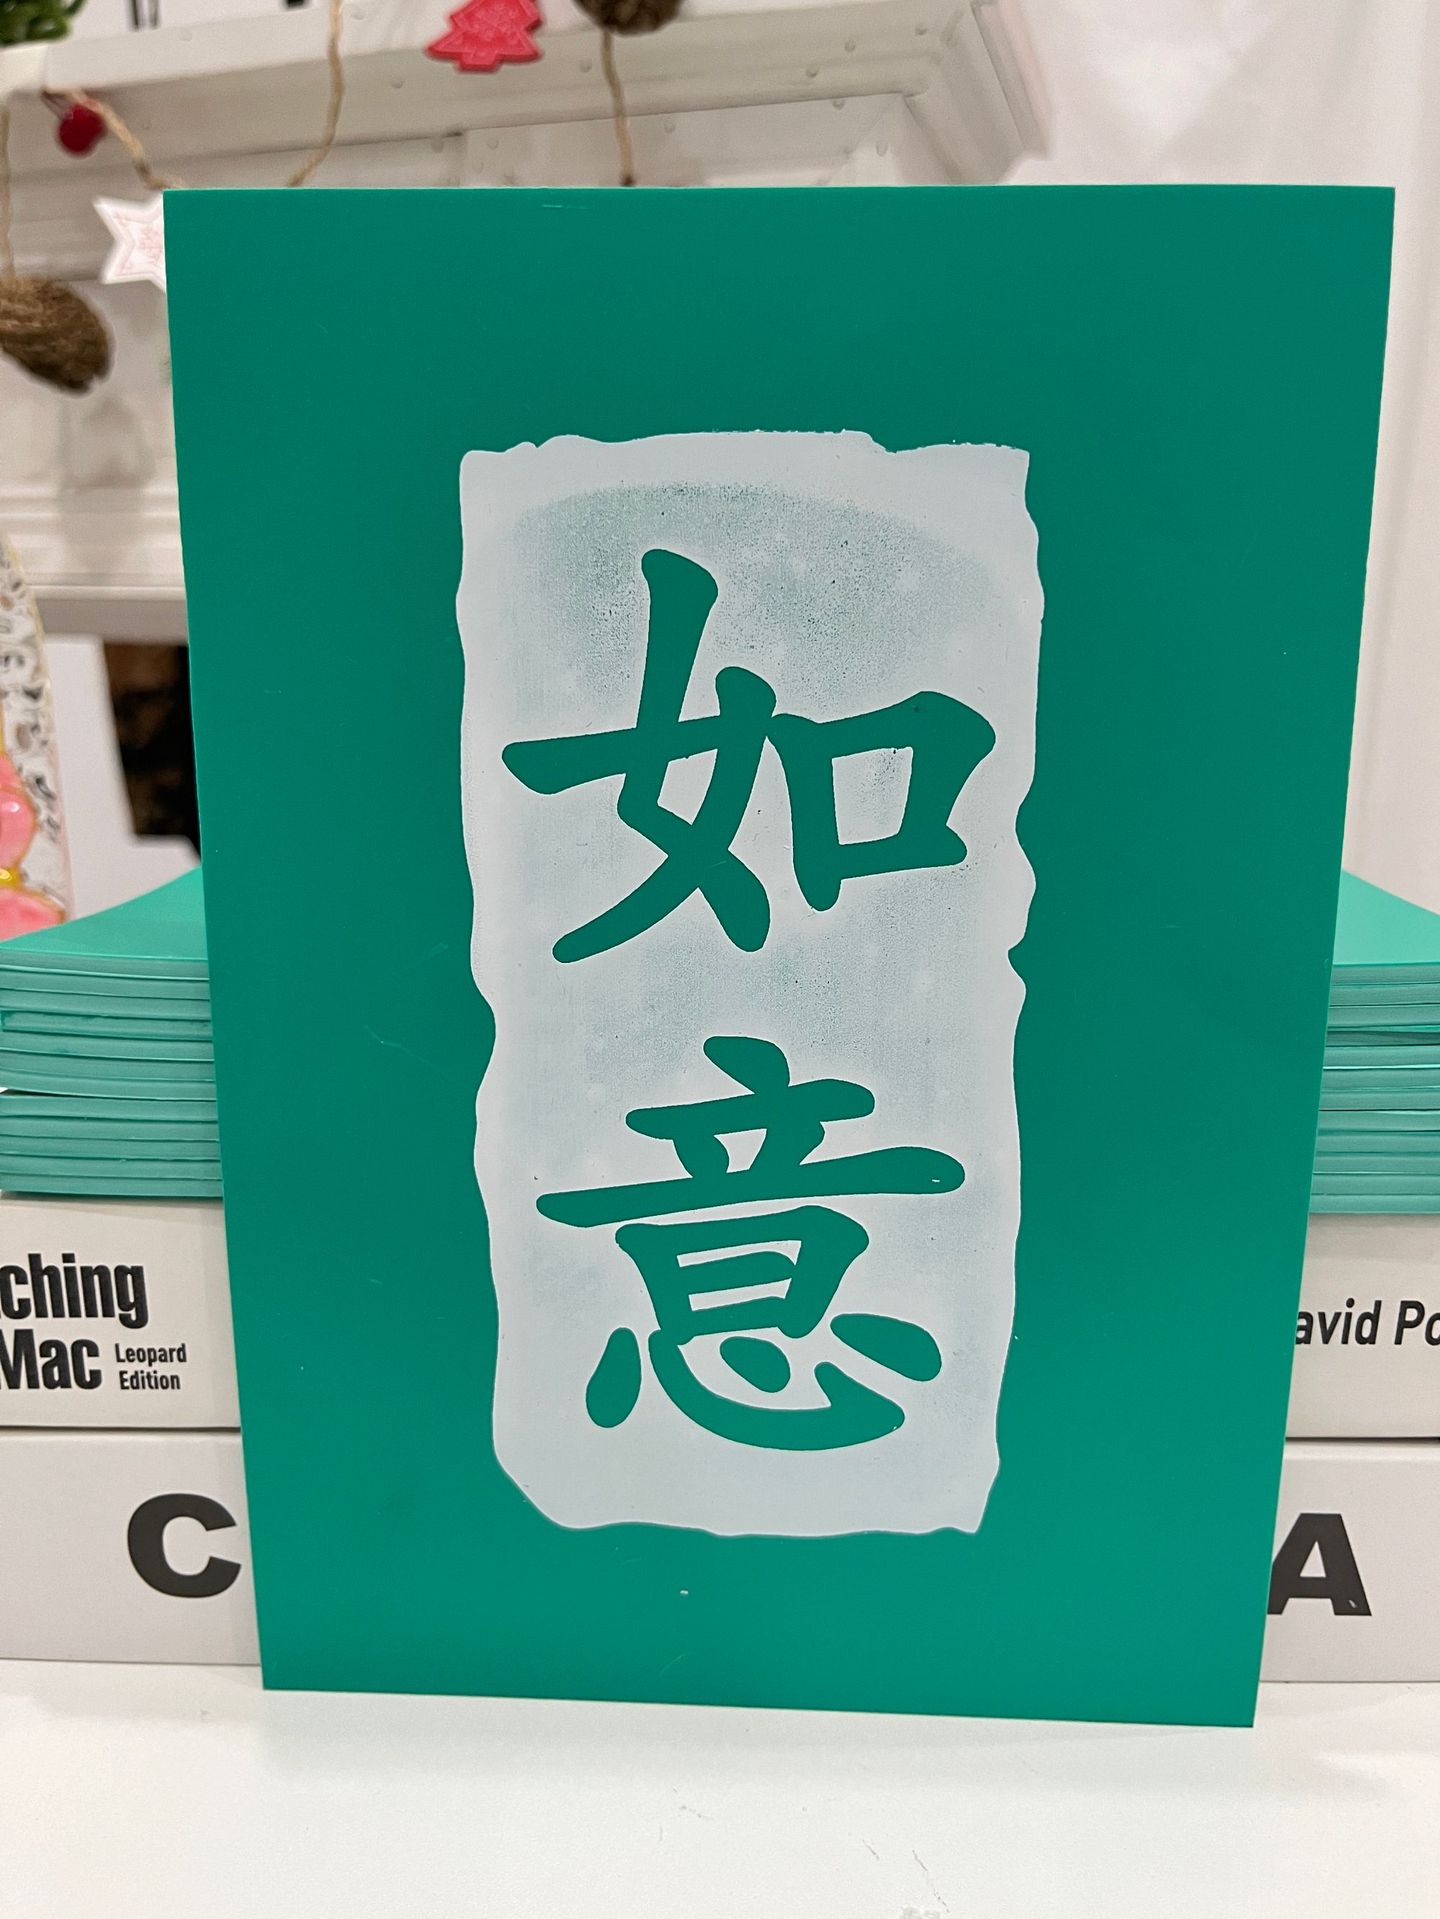 如
意
ching
Mac Leopard
Edition
avid Po
C
A